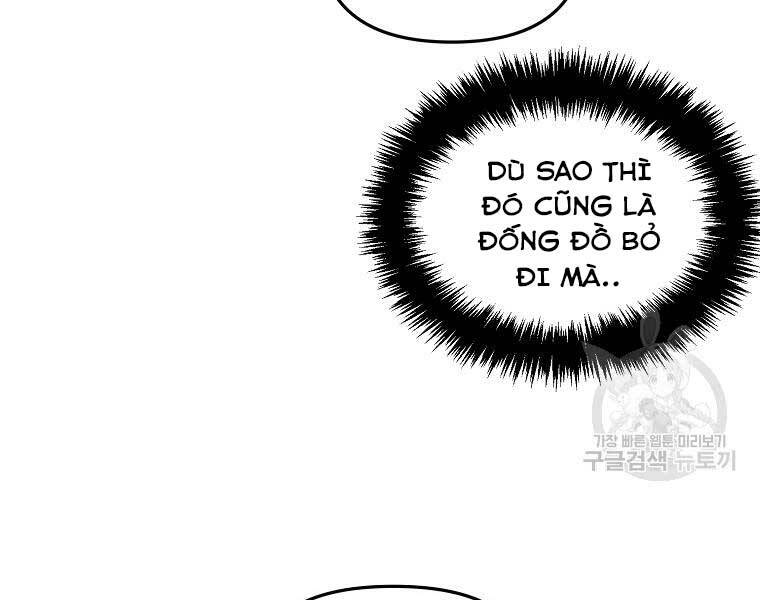 DÙ SAO THÌ
ĐÓ CŨNG LÀ
ĐỐNG ĐỒ BỎ
ĐI MÀ..
가장 빠른 웹툰 미리보기
구글검색 뉴토끼